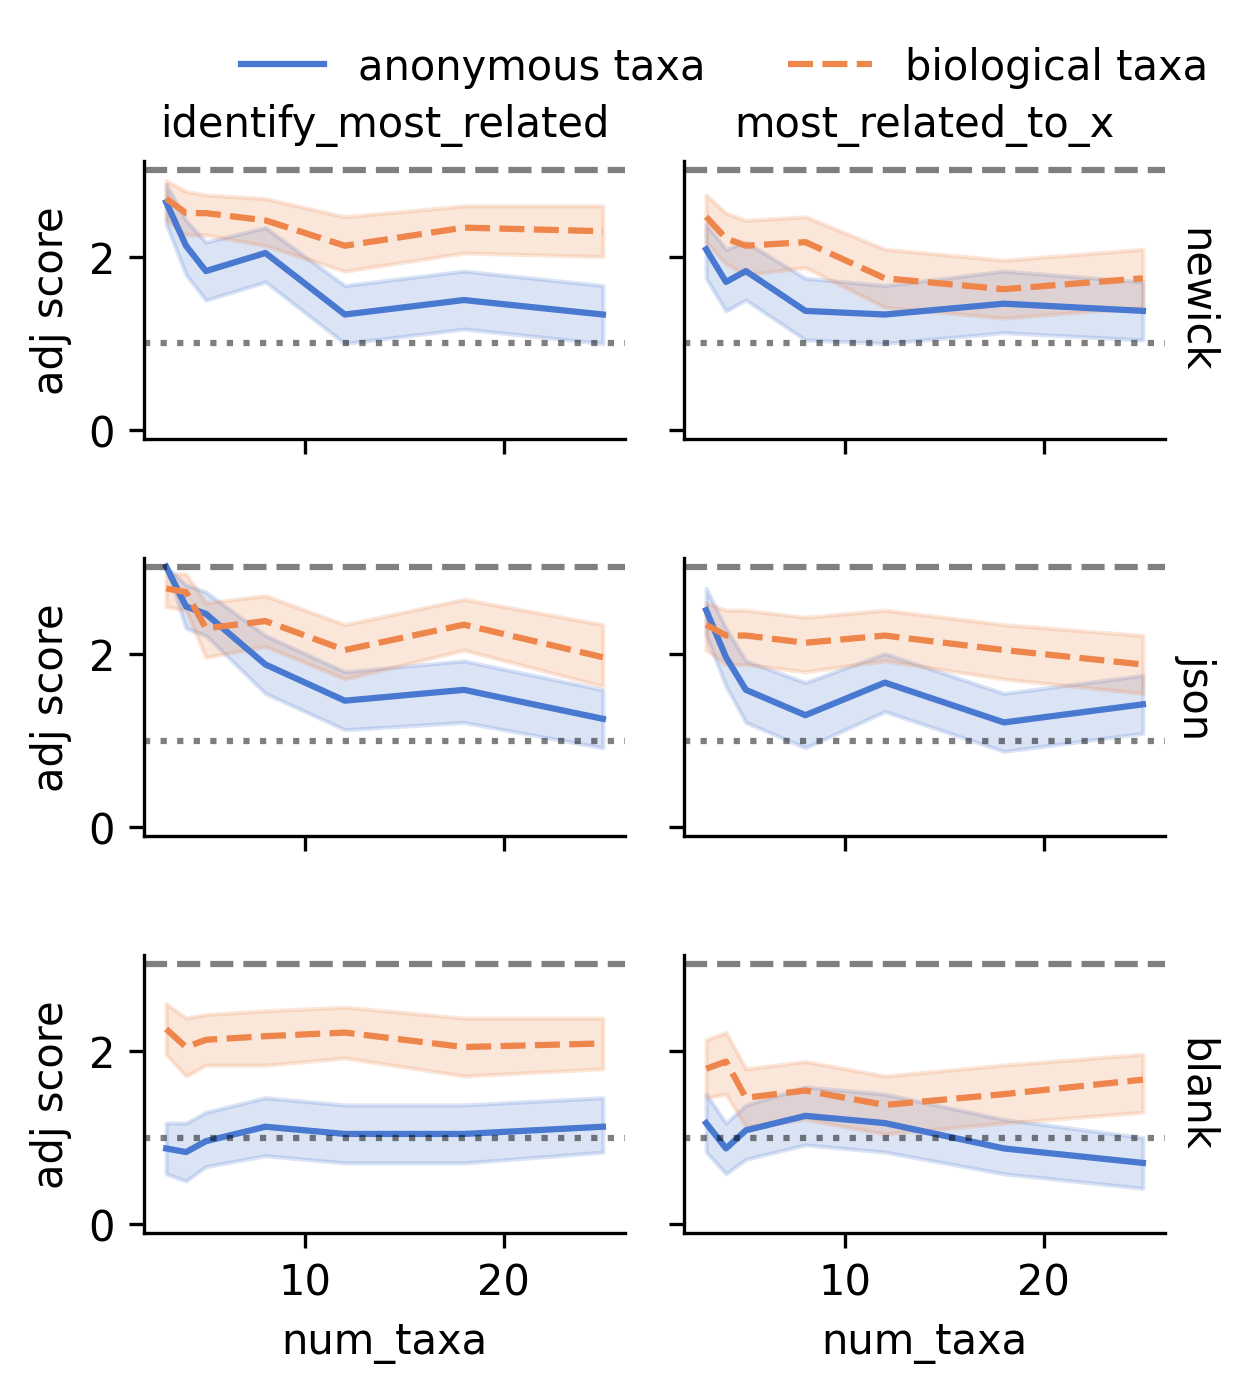 anonymous taxa
biological taxa
identify_most_related
most_related_to_x
adj score
2
0
newick
adj score
2
0
json
adj score
2
0
blank
10
20
10
20
num_taxa
num_taxa